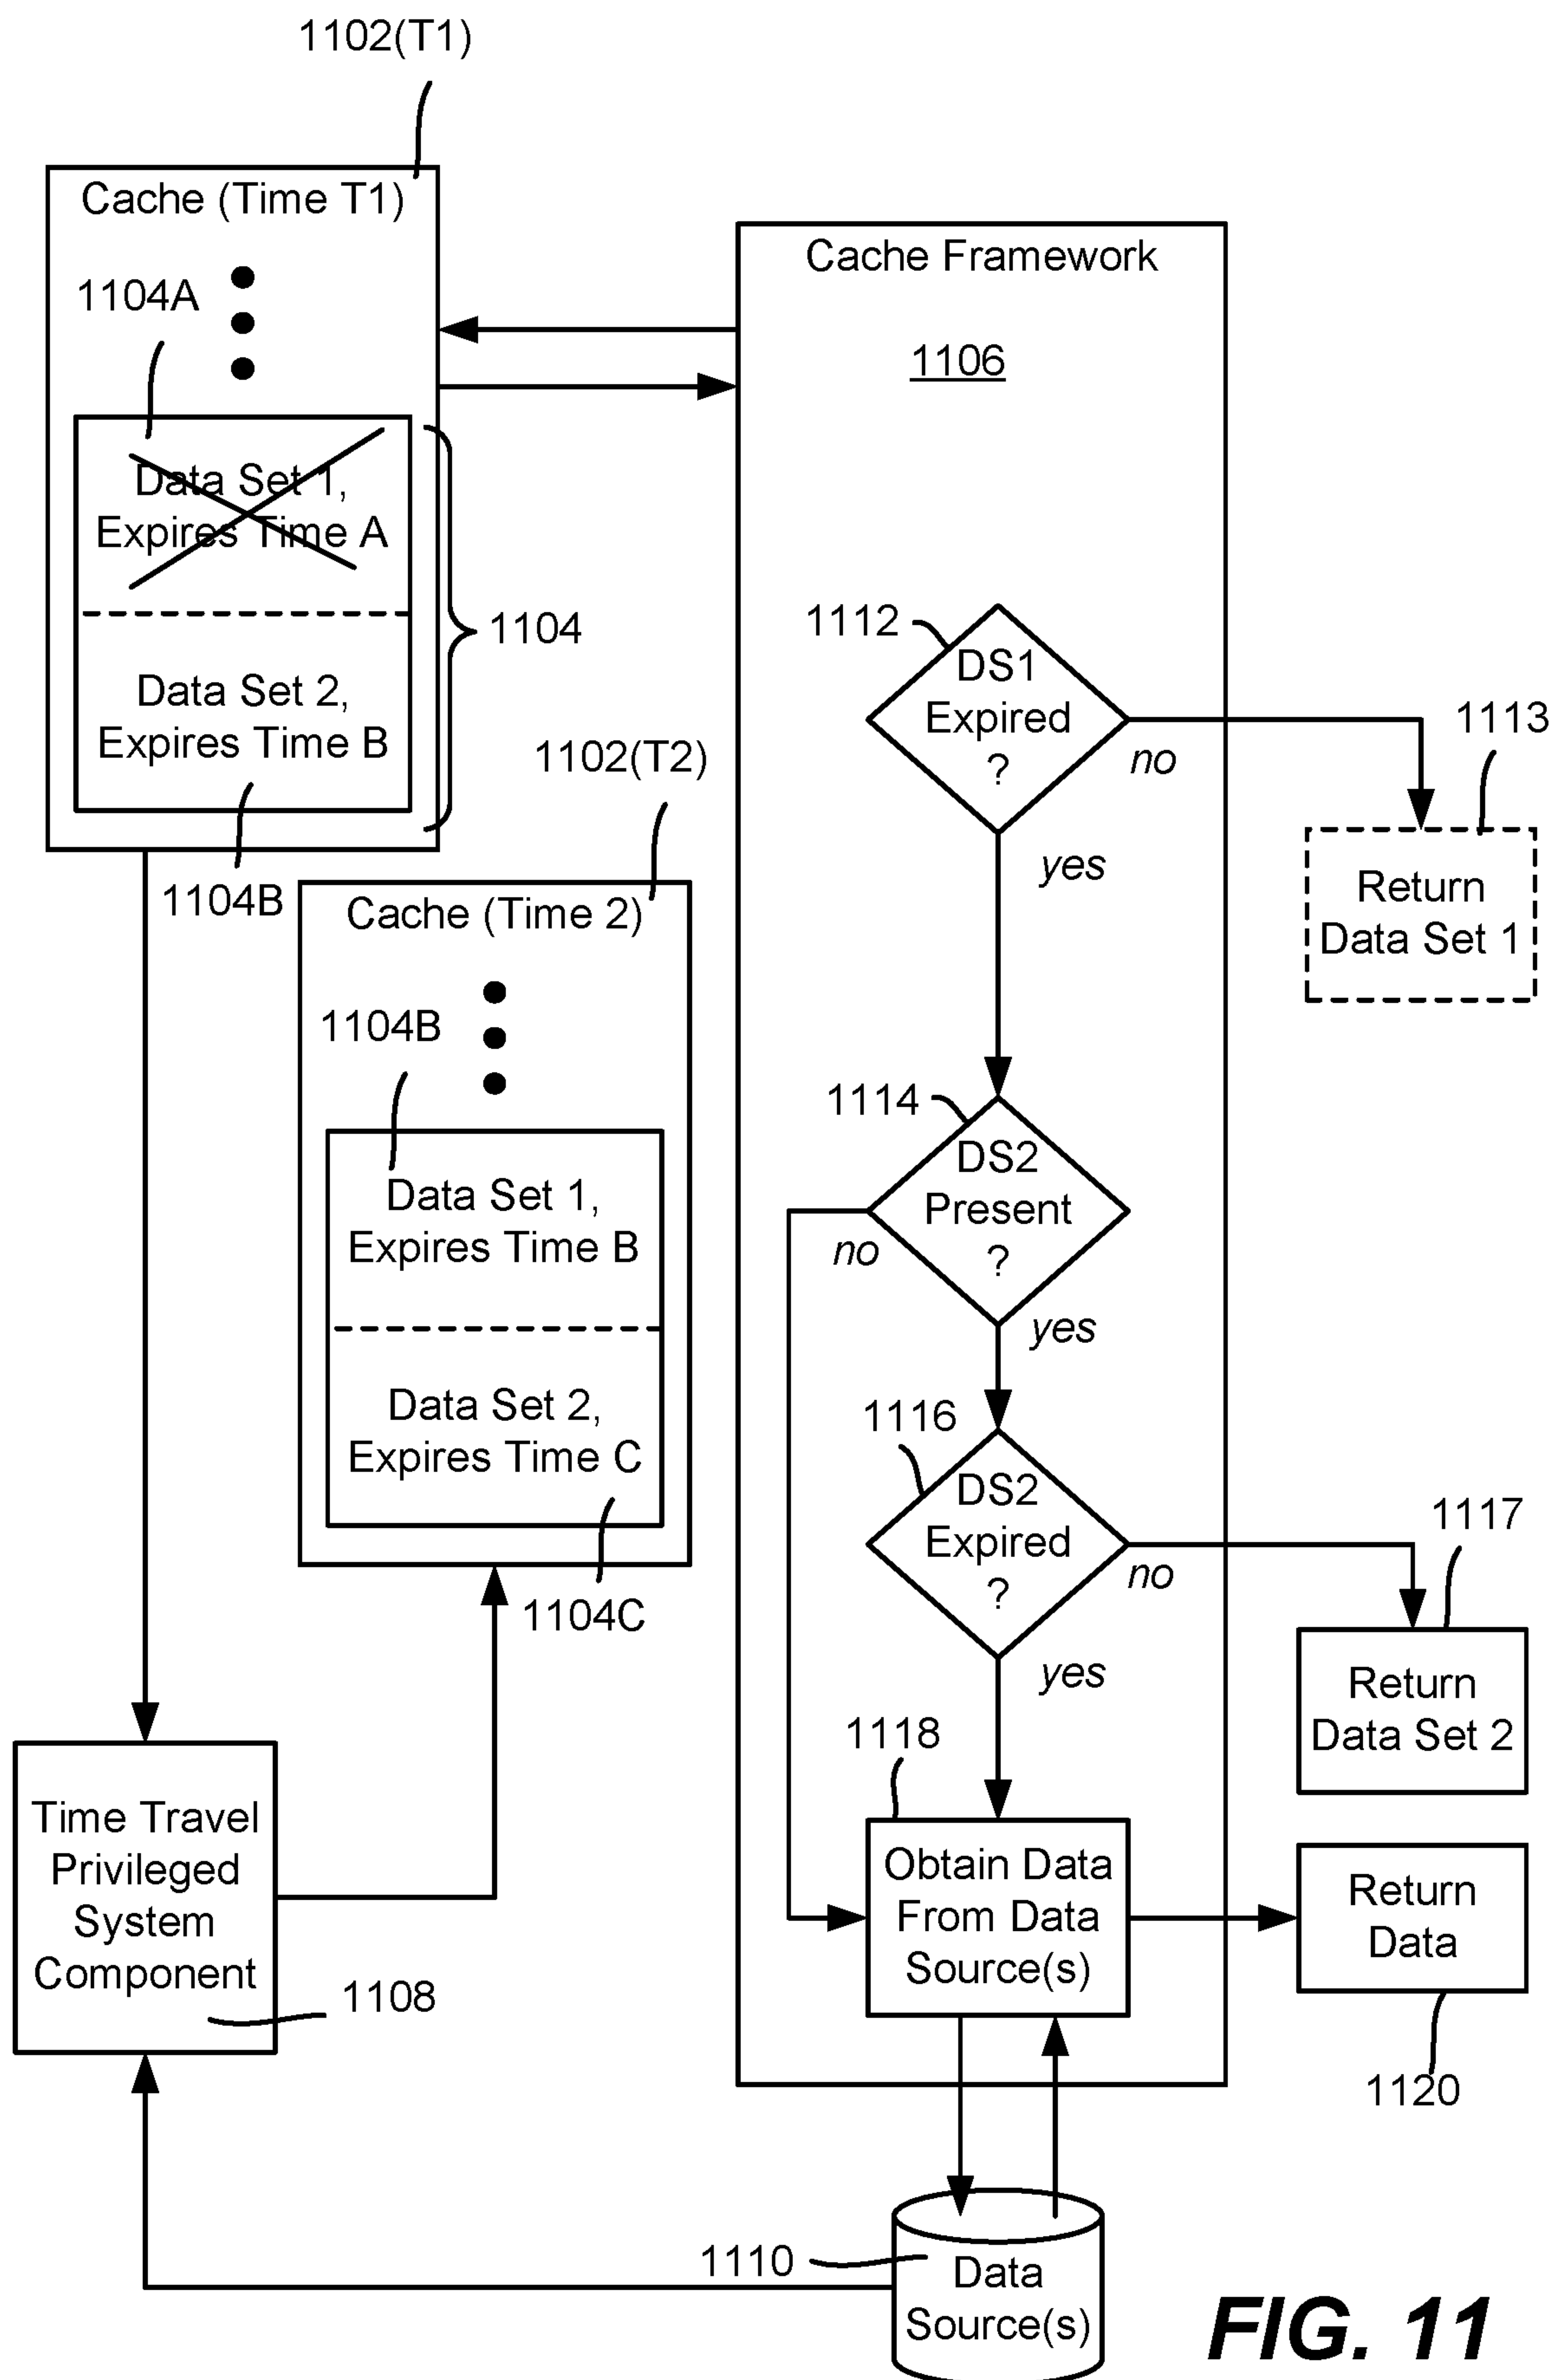 1102(T1)
Cache (Time T1)
1104A
Data Set 1,
Expires Time A
1104
Data Set 2,
Expires Time B
1104B
1102(T2)
Cache (Time 2)
1104B
Data Set 1,
Expires Time B
Data Set 2,
Expires Time C
1104C
Time Travel
Privileged
System
Component
1108
Cache Framework
1106
1112
DS1
Expired
?
no
yes
1113
Return
Data Set 1
1114
DS2
Present
?
no
yes
1116
DS2
Expired
?
no
yes
1117
Return
Data Set 2
1118
Obtain Data
From Data
Source(s)
Return
Data
1120
1110
Data
Source(s)
FIG. 11